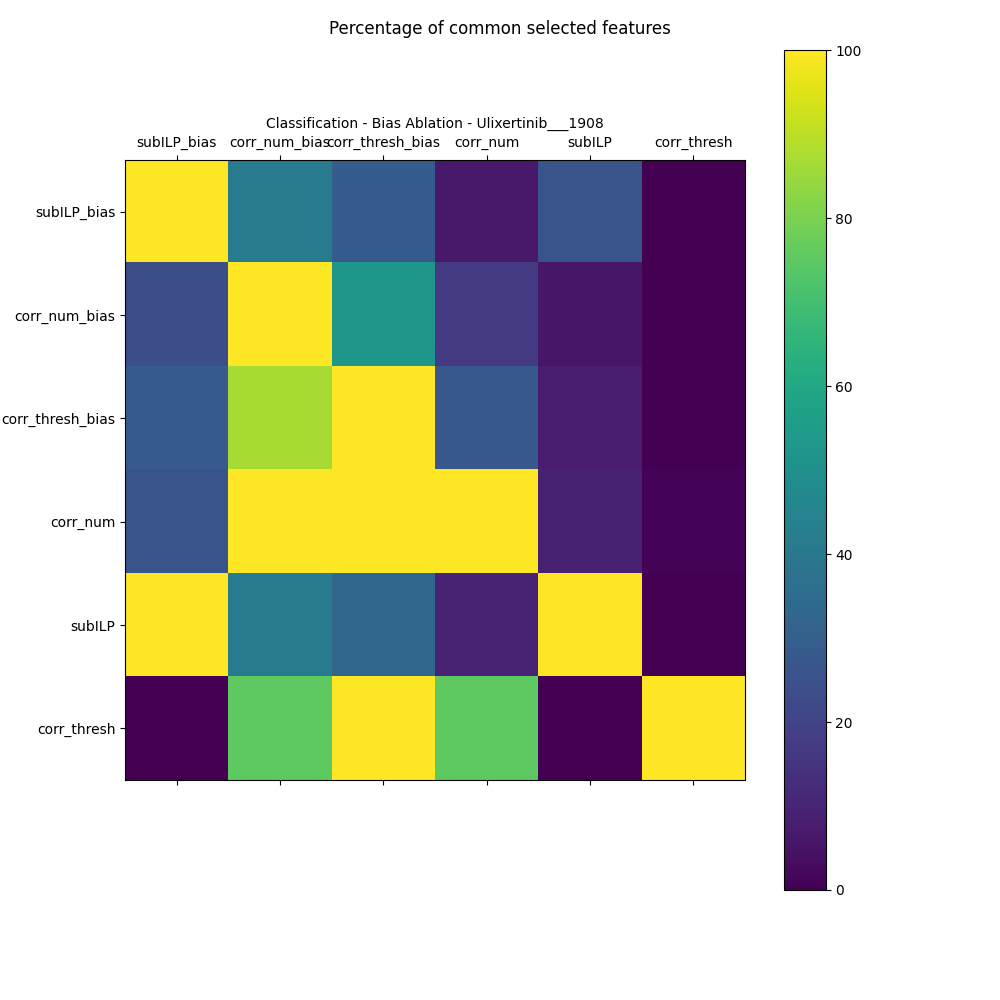 Percentage of common selected features
Classification - Bias Ablation - Ulixertinib___1908
subILP_bias corr_num_bias corr_thresh_bias corr_num subILP corr_thresh
subILP_bias
corr_num_bias
corr_thresh_bias
corr_num
subILP
corr_thresh
100
80
60
40
20
0